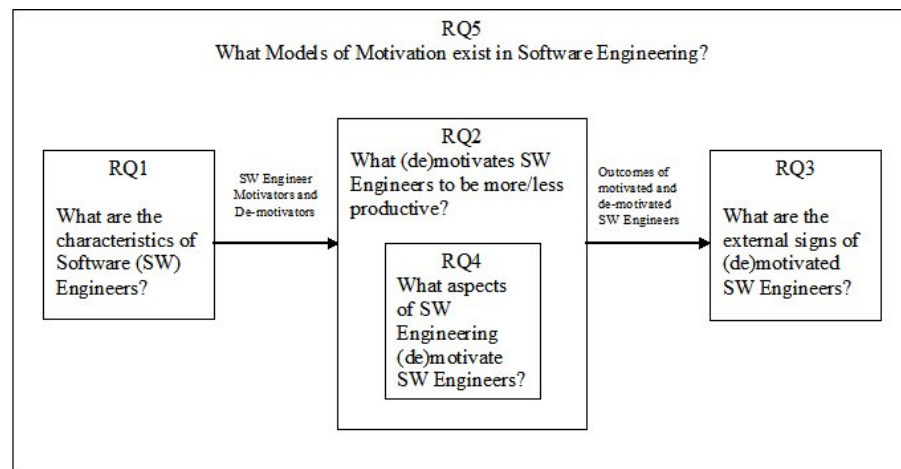 RQ5
What Models of Motivation exist in Software Engineering?
RQ1
What are the
characteristics of
Software (SW)
Engineers?
SW Engineer
Motivators and
De-motivators
RQ2
What (de)motivates SW
Engineers to be more/less
productive?
RQ4
What aspects
of SW
Engineering
(de)motivate
SW Engineers?
Outcomes of
motivated and
de-motivated
SW Engineers
RQ3
What are the
external signs of
(de)motivated
SW Engineers?